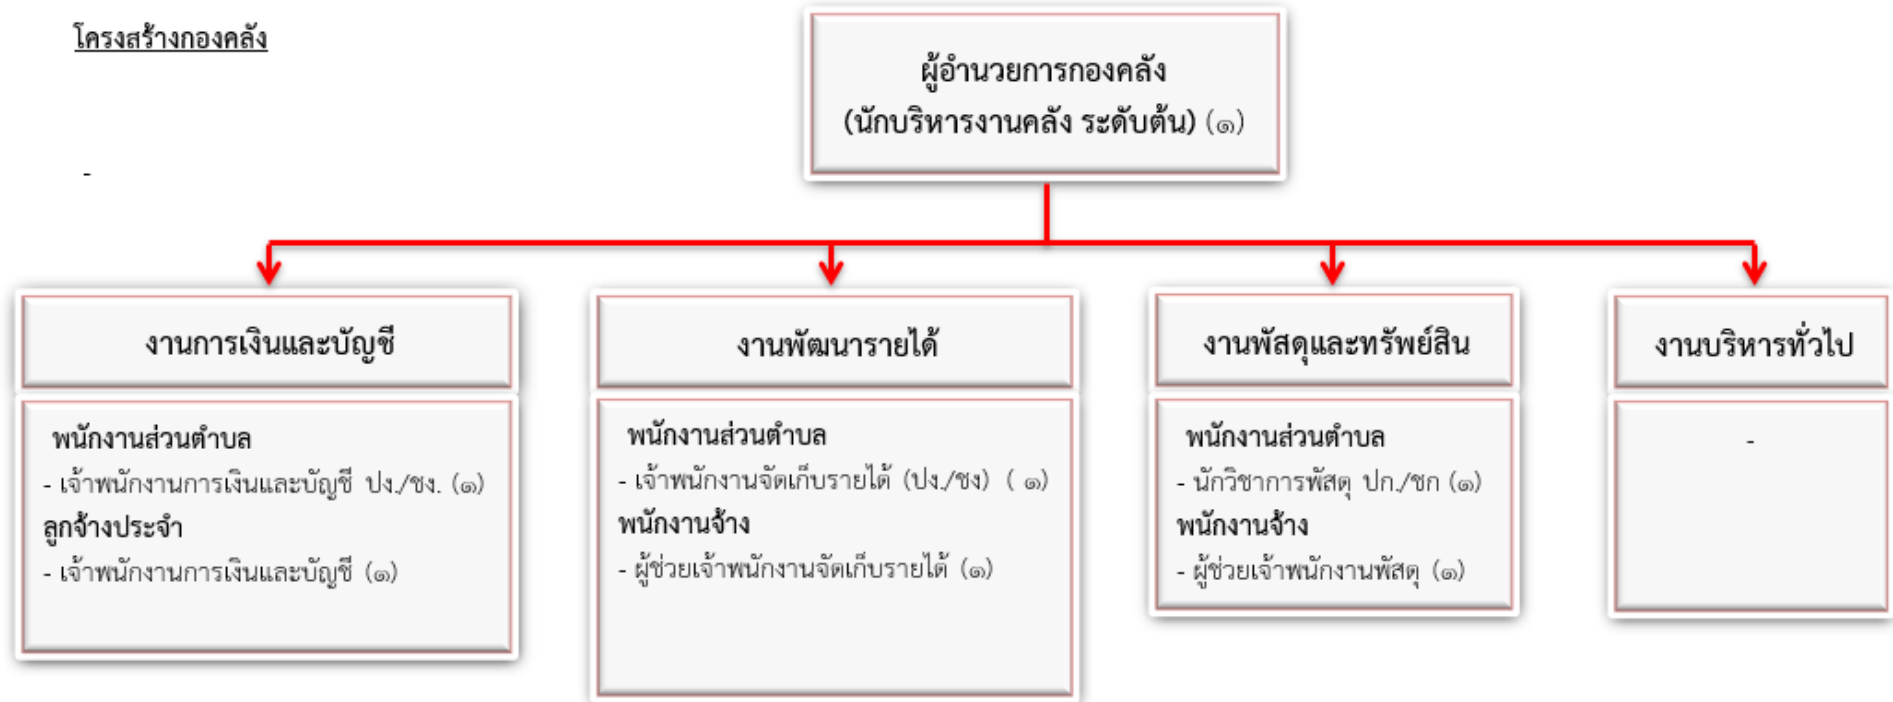 โครงสร้างกองคลัง
ผู้อำนวยการกองคลัง
(นักบริหารงานคลัง ระดับต้น) (๑)
-
งานการเงินและบัญชี
พนักงานส่วนตำบล
- เจ้าพนักงานการเงินและบัญชี ปง./ชง. (๑)
ลูกจ้างประจำ
- เจ้าพนักงานการเงินและบัญชี (๑)
งานพัฒนารายได้
พนักงานส่วนตำบล
- เจ้าพนักงานจัดเก็บรายได้ (ปง./ชง) ( ๑)
พนักงานจ้าง
- ผู้ช่วยเจ้าพนักงานจัดเก็บรายได้ (๑)
งานพัสดุและทรัพย์สิน
พนักงานส่วนตำบล
- นักวิชาการพัสดุ ปก./ชก (๑)
พนักงานจ้าง
- ผู้ช่วยเจ้าพนักงานพัสดุ (๑)
งานบริหารทั่วไป
-